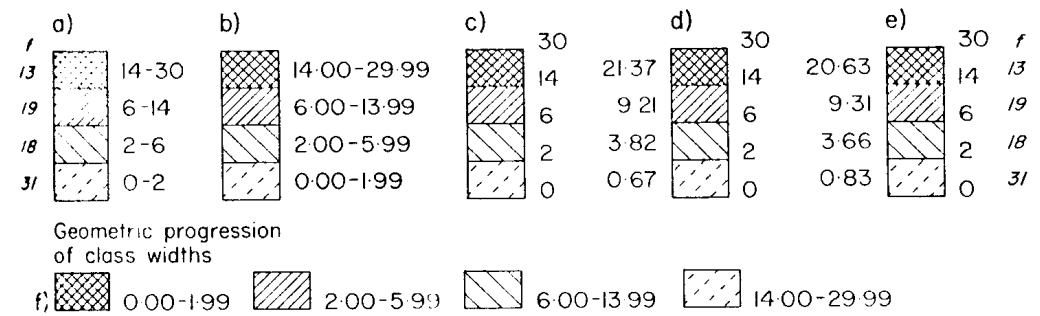 a) b) c) d) e)
f 30 30 30 f
13 14-30 14·00-29·99 14 21·37 14 20·63 14 13
19 6-14 6·00-13·99 6 9·21 6 9·31 6 19
18 2-6 2·00-5·99 2 3·82 2 3·66 2 18
31 0-2 0·00-1·99 0 0·67 0 0·83 0 31
Geometric progression
of class widths
f) 0·00-1·99 2·00-5·99 6·00-13·99 14·00-29·99